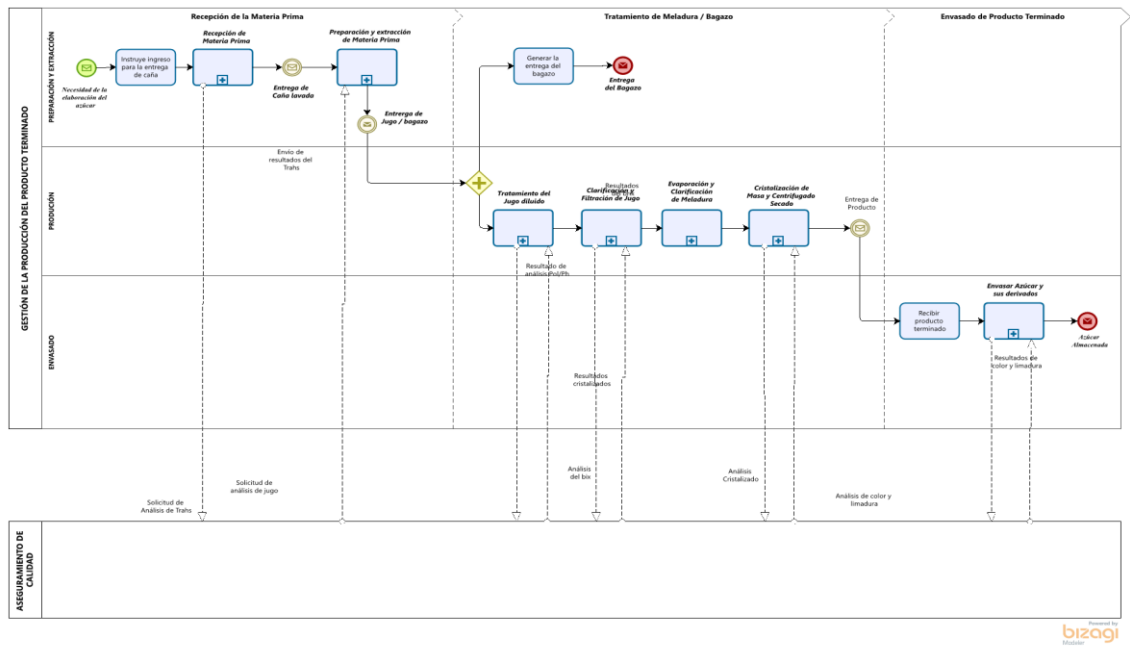 Recepción de la Materia Prima
Tratamiento de Meladura / Bagazo
Envasado de Producto Terminado
GESTIÓN DE LA PRODUCCIÓN DEL PRODUCTO TERMINADO
PREPARACIÓN Y EXTRACCIÓN
Necesidad de la
elaboración del
azúcar
Instruye ingreso
para la entrega
de caña
Recepción de
Materia Prima
Entrega de
Caña lavada
Preparación y extracción
de Materia Prima
Entrerga de
Jugo / bagazo
Generar la
entrega del
bagazo
Entrega
del Bagazo
Envío de
resultados del
Trahs
PRODUCIÓN
Tratamiento del
Jugo diluido
Clarificación y
Filtración de Jugo
Resultados
Evaporación y
Clarificación
de Meladura
Cristalización de
Masa y Centrifugado
Secado
Entrega de
Producto
Resultado de
análisis Pol/Ph
ENVASADO
Recibir
producto
terminado
Envasar Azúcar y
sus derivados
Azúcar
Almacenada
Resultados de
color y limadura
Resultados
cristalizados
Solicitud de
Análisis de Trahs
Solicitud de
análisis de jugo
Análisis
del bix
Análisis
Cristalizado
Análisis de color y
limadura
ASEGURAMIENTO DE
CALIDAD
Powered by
bizagi
Modeler